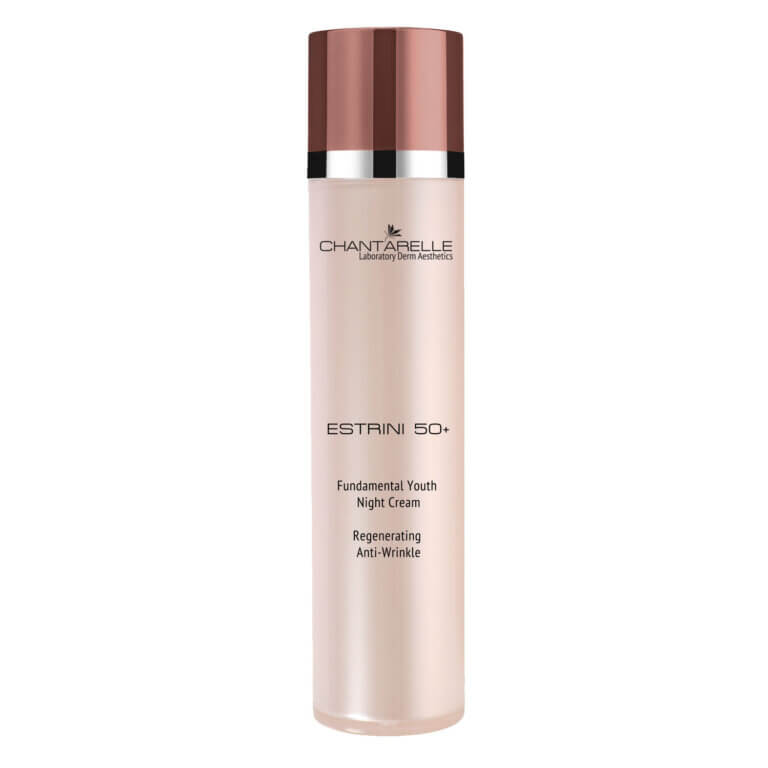 CHANTARELLE
Laboratory Derm Aesthetics
ESTRINI 50+
Fundamental Youth
Night Cream
Regenerating
Anti-Wrinkle